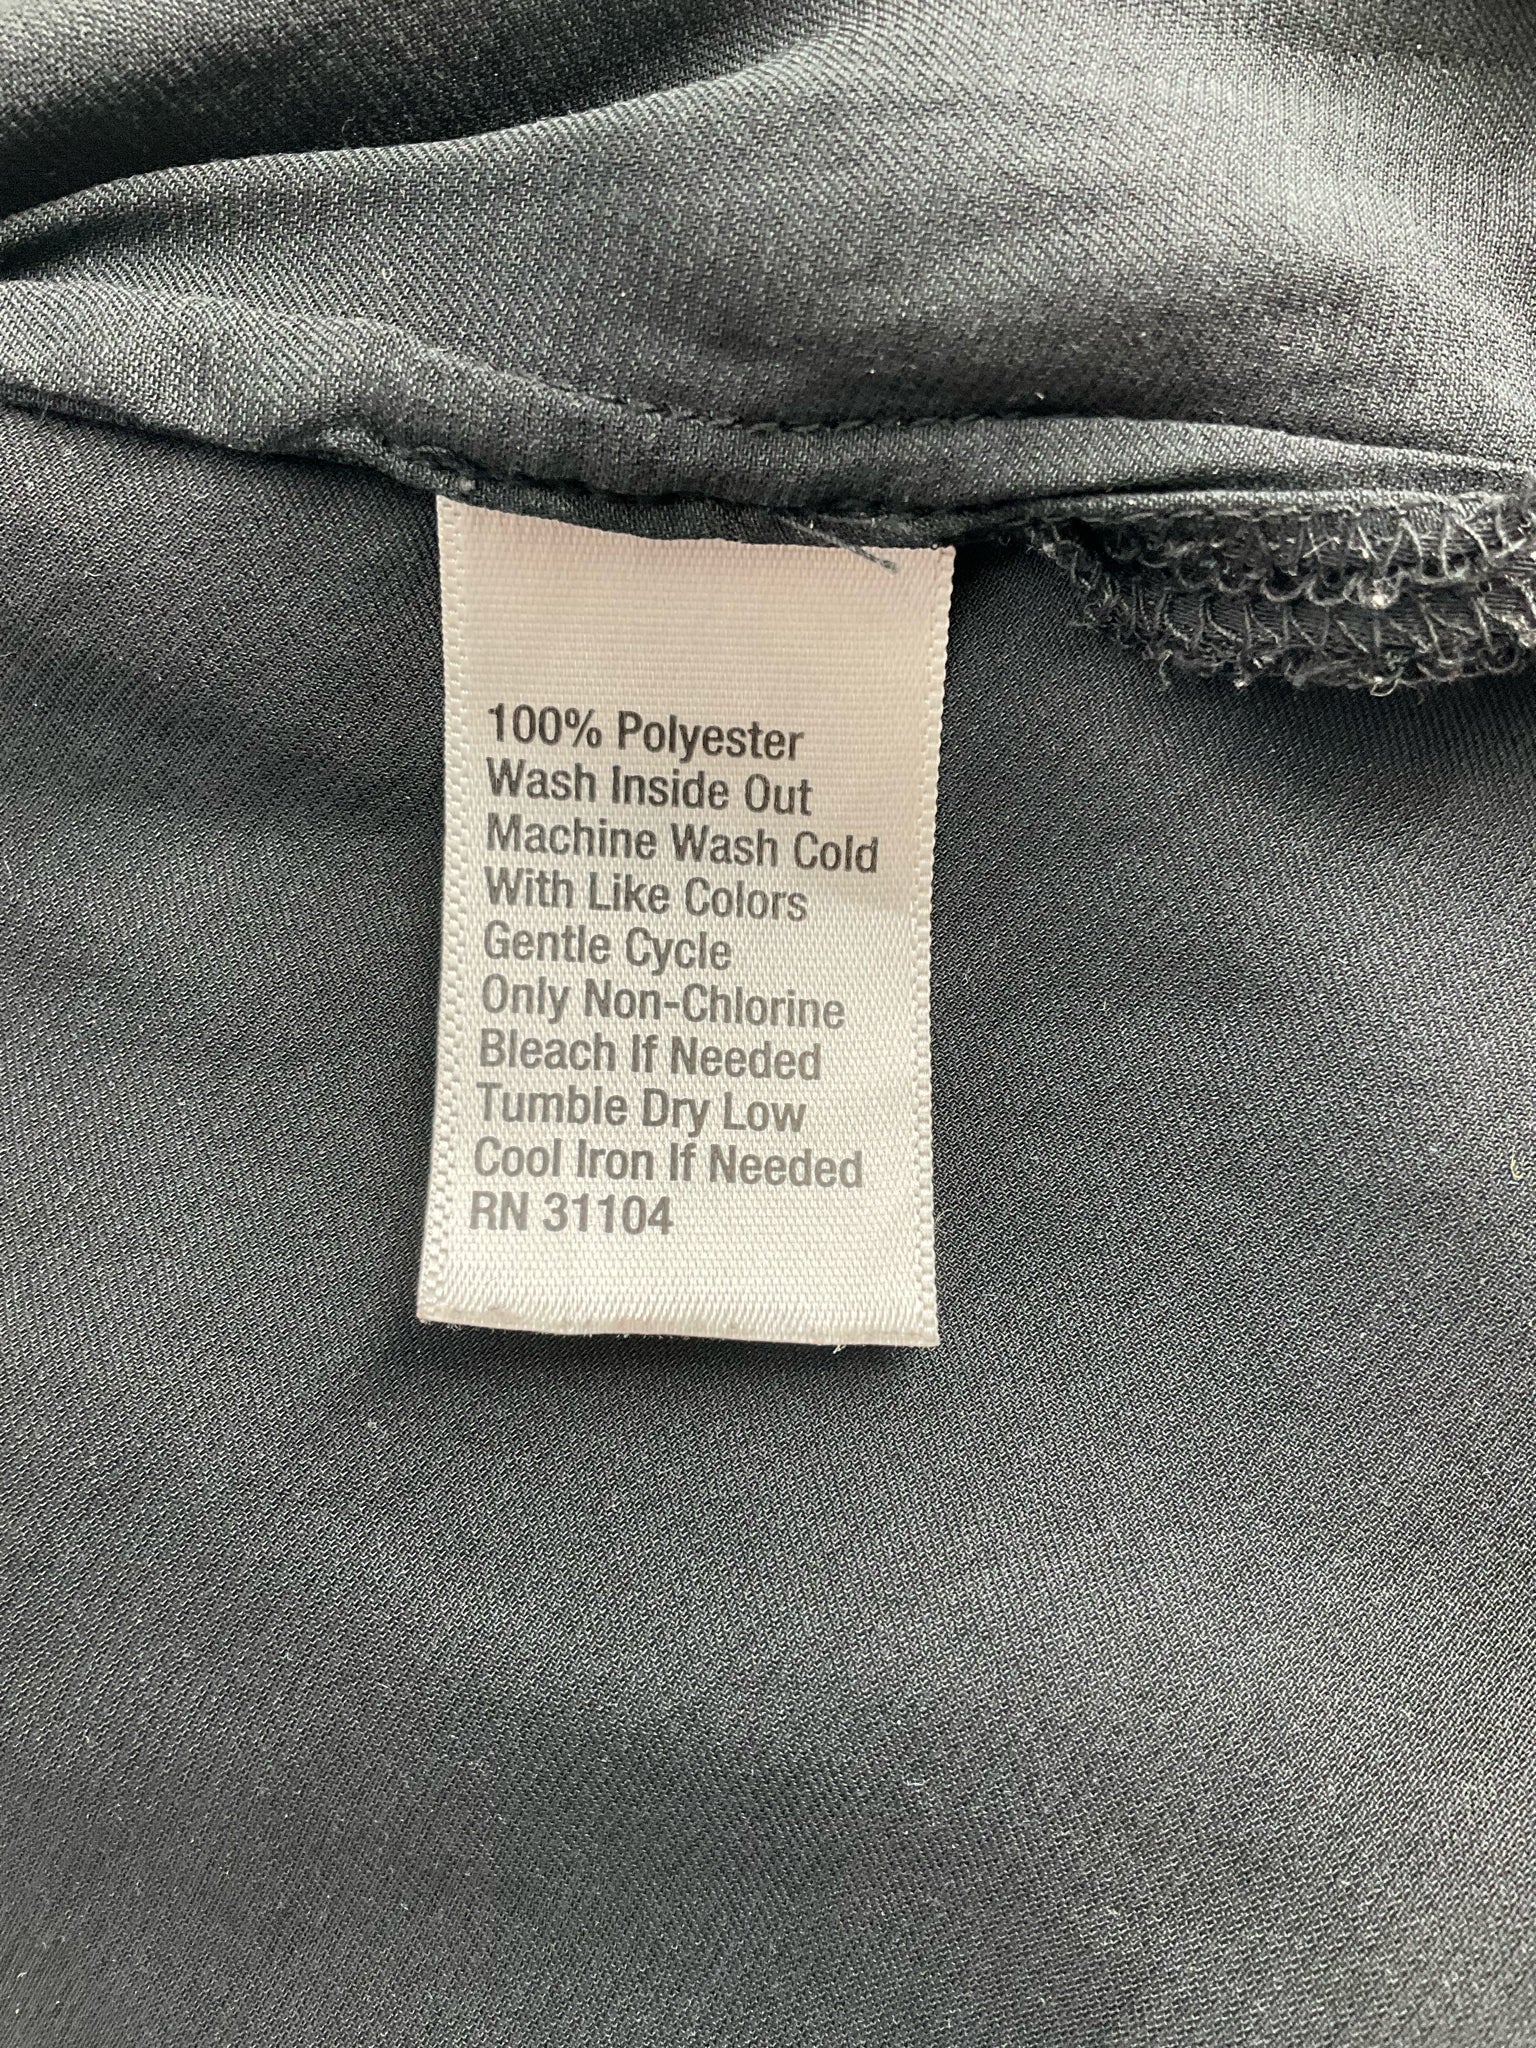 100% Polyester
Wash Inside Out
Machine Wash Cold
With Like Colors
Gentle Cycle
Only Non-Chlorine
Bleach If Needed
Tumble Dry Low
Cool Iron If Needed
RN 31104